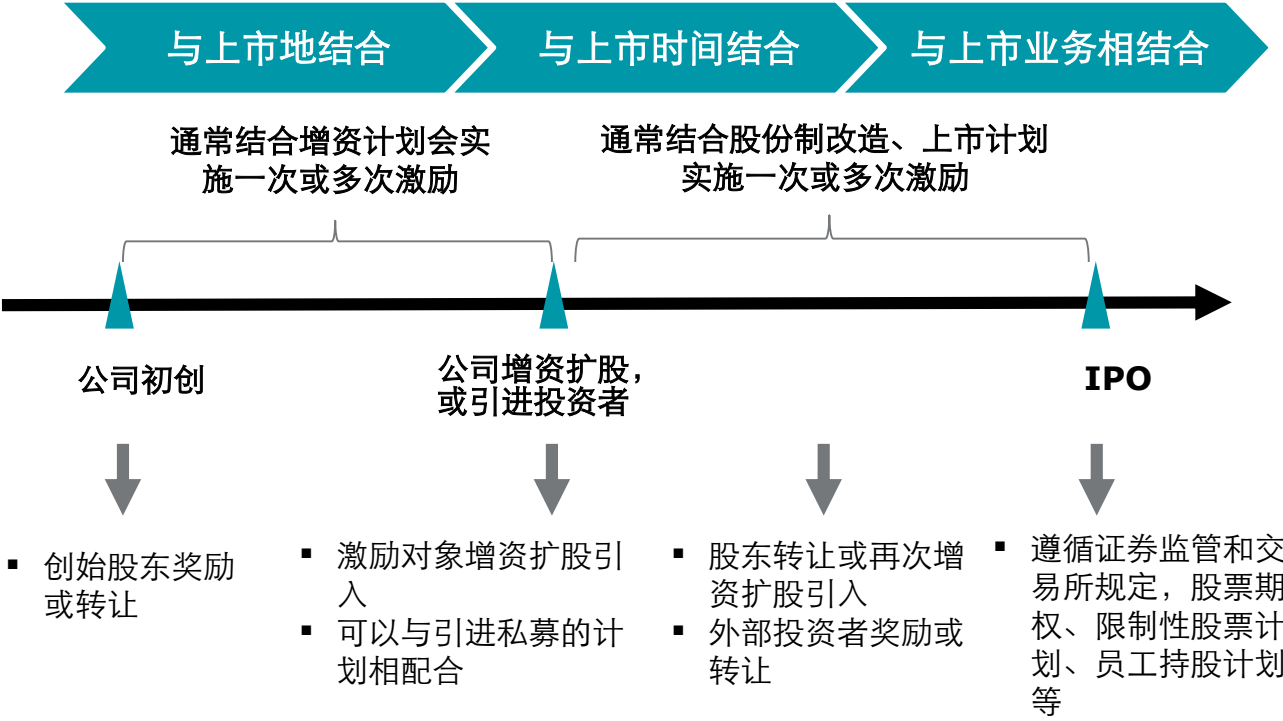 与上市地结合
与上市时间结合
与上市业务相结合
通常结合增资计划会实
施一次或多次激励
通常结合股份制改造、上市计划
实施一次或多次激励
公司初创
公司增资扩股，
或引进投资者
IPO
▪ 创始股东奖励
或转让
▪ 激励对象增资扩股引
入
▪ 可以与引进私募的计
划相配合
▪ 股东转让或再次增
资扩股引入
▪ 外部投资者奖励或
转让
▪ 遵循证券监管和交
易所规定，股票期
权、限制性股票计
划、员工持股计划
等